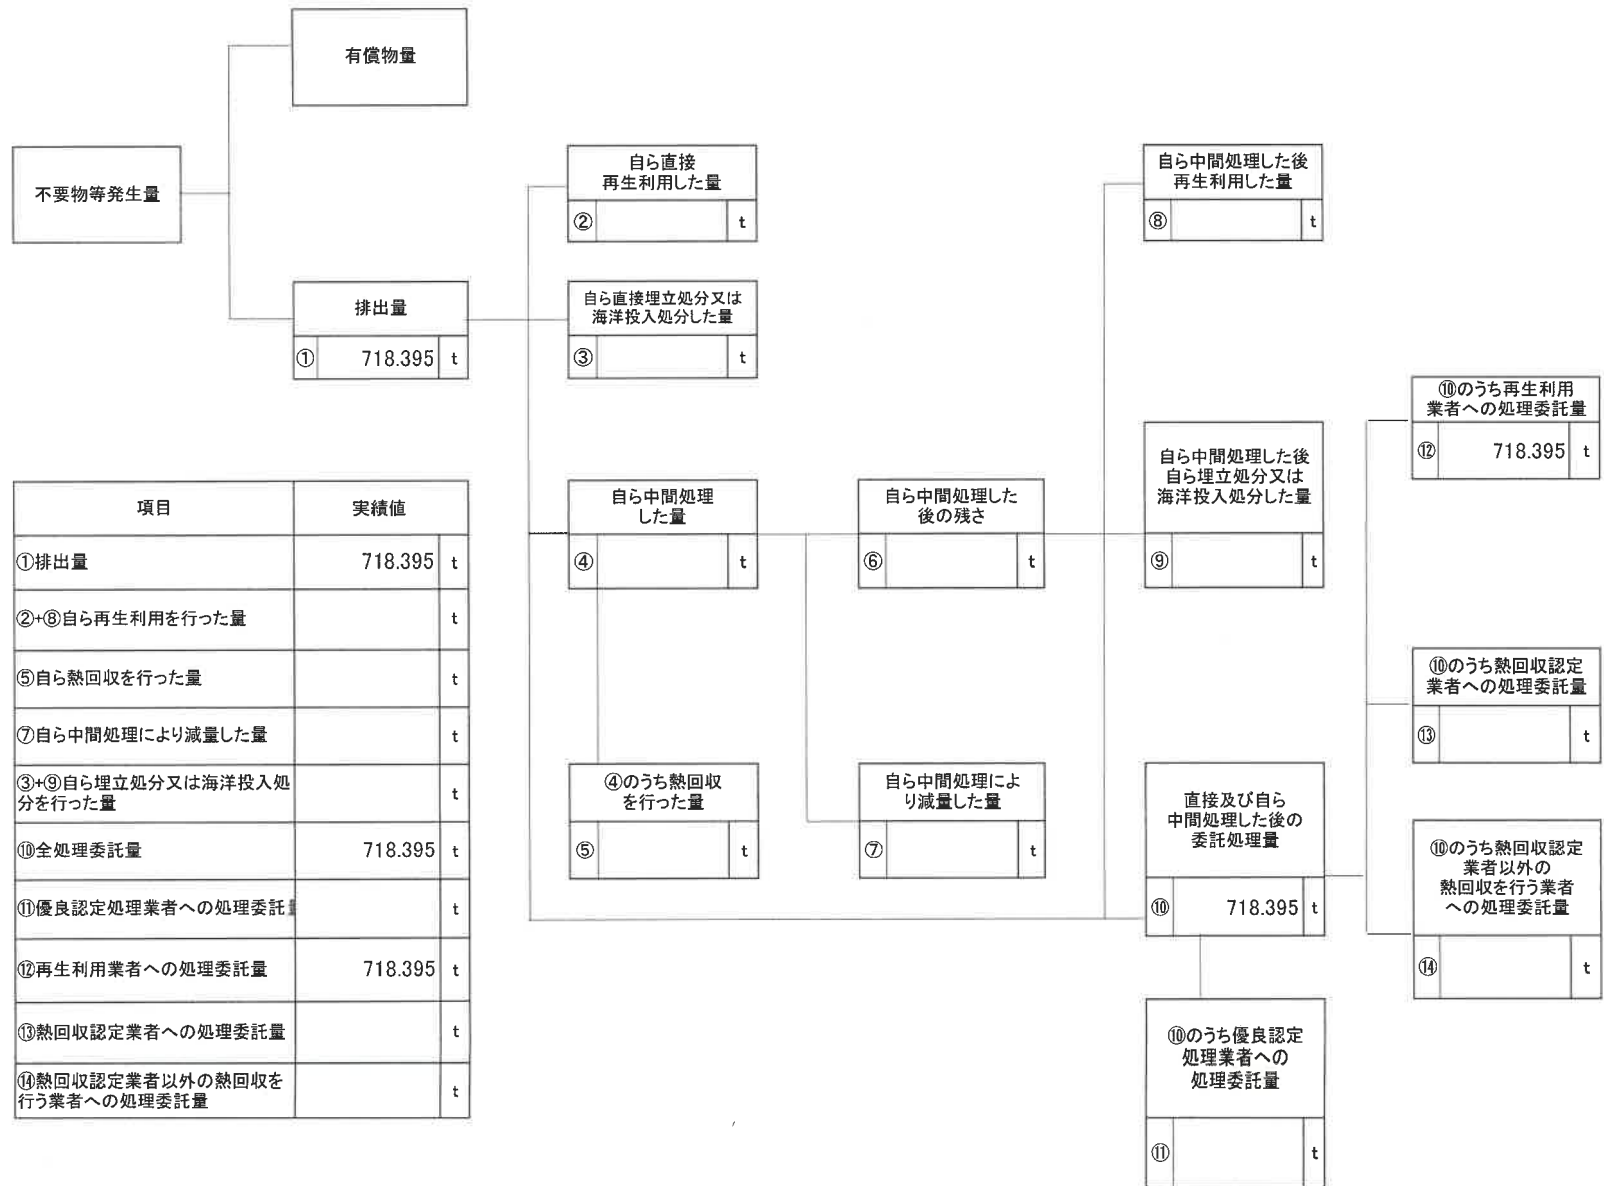 有償物量
不要物等発生量
排出量
① 718.395 t
自ら直接
再生利用した量
② t
自ら直接埋立処分又は
海洋投入処分した量
③ t
自ら中間処理
した量
④ t
④のうち熱回収
を行った量
⑤ t
自ら中間処理した
後の残さ
⑥ t
自ら中間処理によ
り減量した量
⑦ t
自ら中間処理した後
再生利用した量
⑧ t
自ら中間処理した後
自ら埋立処分又は
海洋投入処分した量
⑨ t
直接及び自ら
中間処理した後の
委託処理量
⑩ 718.395 t
⑩のうち優良認定
処理業者への
処理委託量
⑪ t
⑩のうち再生利用
業者への処理委託量
⑫ 718.395 t
⑩のうち熱回収認定
業者への処理委託量
⑬ t
⑩のうち熱回収認定
業者以外の
熱回収を行う業者
への処理委託量
⑭ t
項目 実績値
①排出量 718.395 t
②+⑧自ら再生利用を行った量 t
⑤自ら熱回収を行った量 t
⑦自ら中間処理により減量した量 t
③+⑨自ら埋立処分又は海洋投入処
分を行った量 t
⑩全処理委託量 718.395 t
⑪優良認定処理業者への処理委託量 t
⑫再生利用業者への処理委託量 718.395 t
⑬熱回収認定業者への処理委託量 t
⑭熱回収認定業者以外の熱回収を
行う業者への処理委託量 t